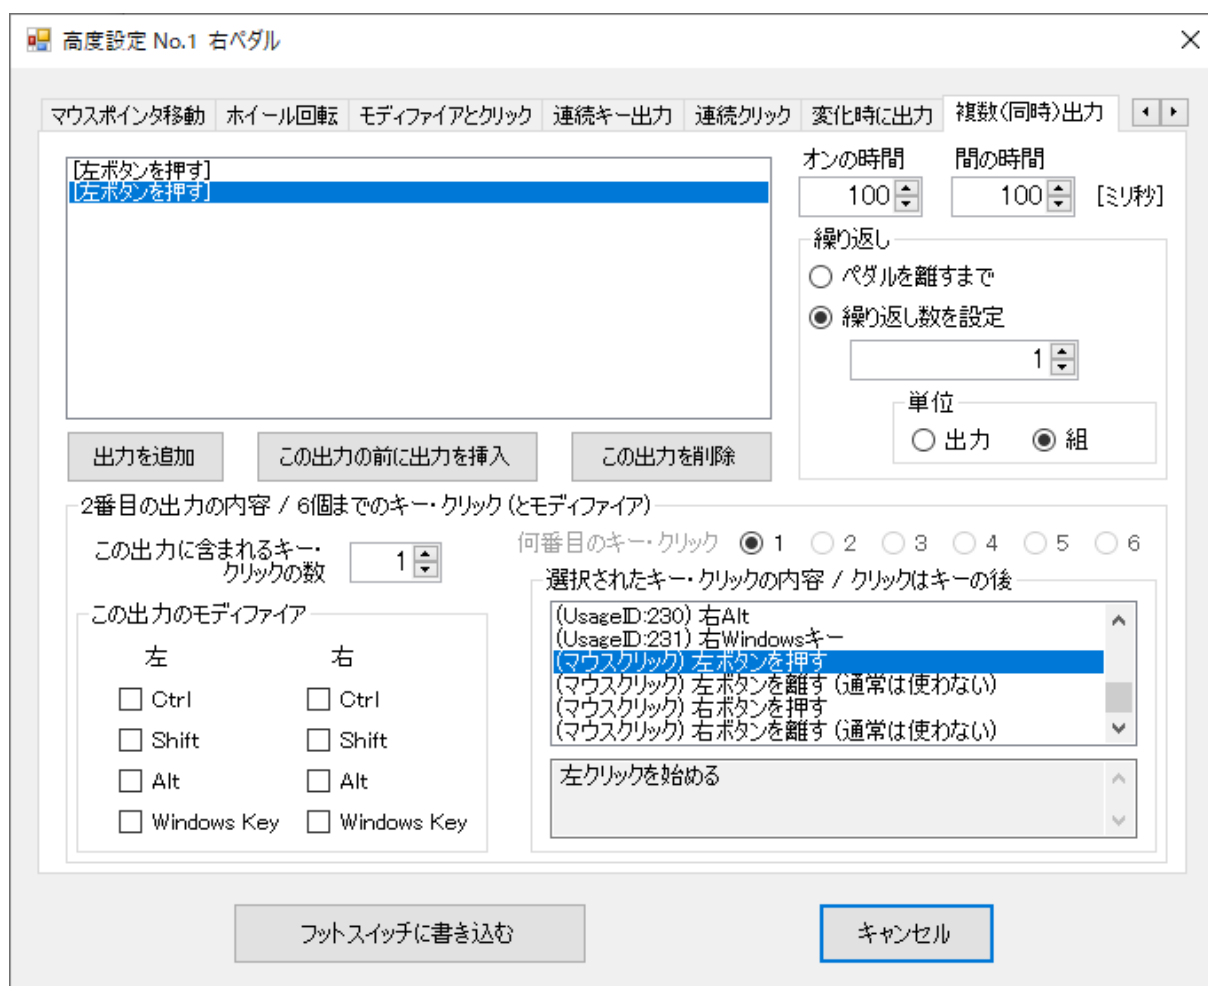 高度設定 No.1 右ペダル
マウスポインタ移動 ホイール回転 モディファイアとクリック 連続キー出力 連続クリック 変化時に出力 複数(同時)出力
[左ボタンを押す]
[左ボタンを押す]
オンの時間 間の時間
100 100 [ミリ秒]
繰り返し
ペダルを離すまで
繰り返し数を設定
1
単位
出力 組
出力を追加 この出力の前に出力を挿入 この出力を削除
2番目の出力の内容 / 6個までのキー・クリック (とモディファイア)
この出力に含まれるキー・
クリックの数
1
何番目のキー・クリック 1 2 3 4 5 6
この出力のモディファイア
左 右
Ctrl Ctrl
Shift Shift
Alt Alt
Windows Key Windows Key
選択されたキー・クリックの内容 / クリックはキーの後
(UsageID:230) 右Alt
(UsageID:231) 右Windowsキー
(マウスクリック) 左ボタンを押す
(マウスクリック) 左ボタンを離す (通常は使わない)
(マウスクリック) 右ボタンを押す
(マウスクリック) 右ボタンを離す (通常は使わない)
左クリックを始める
フットスイッチに書き込む キャンセル